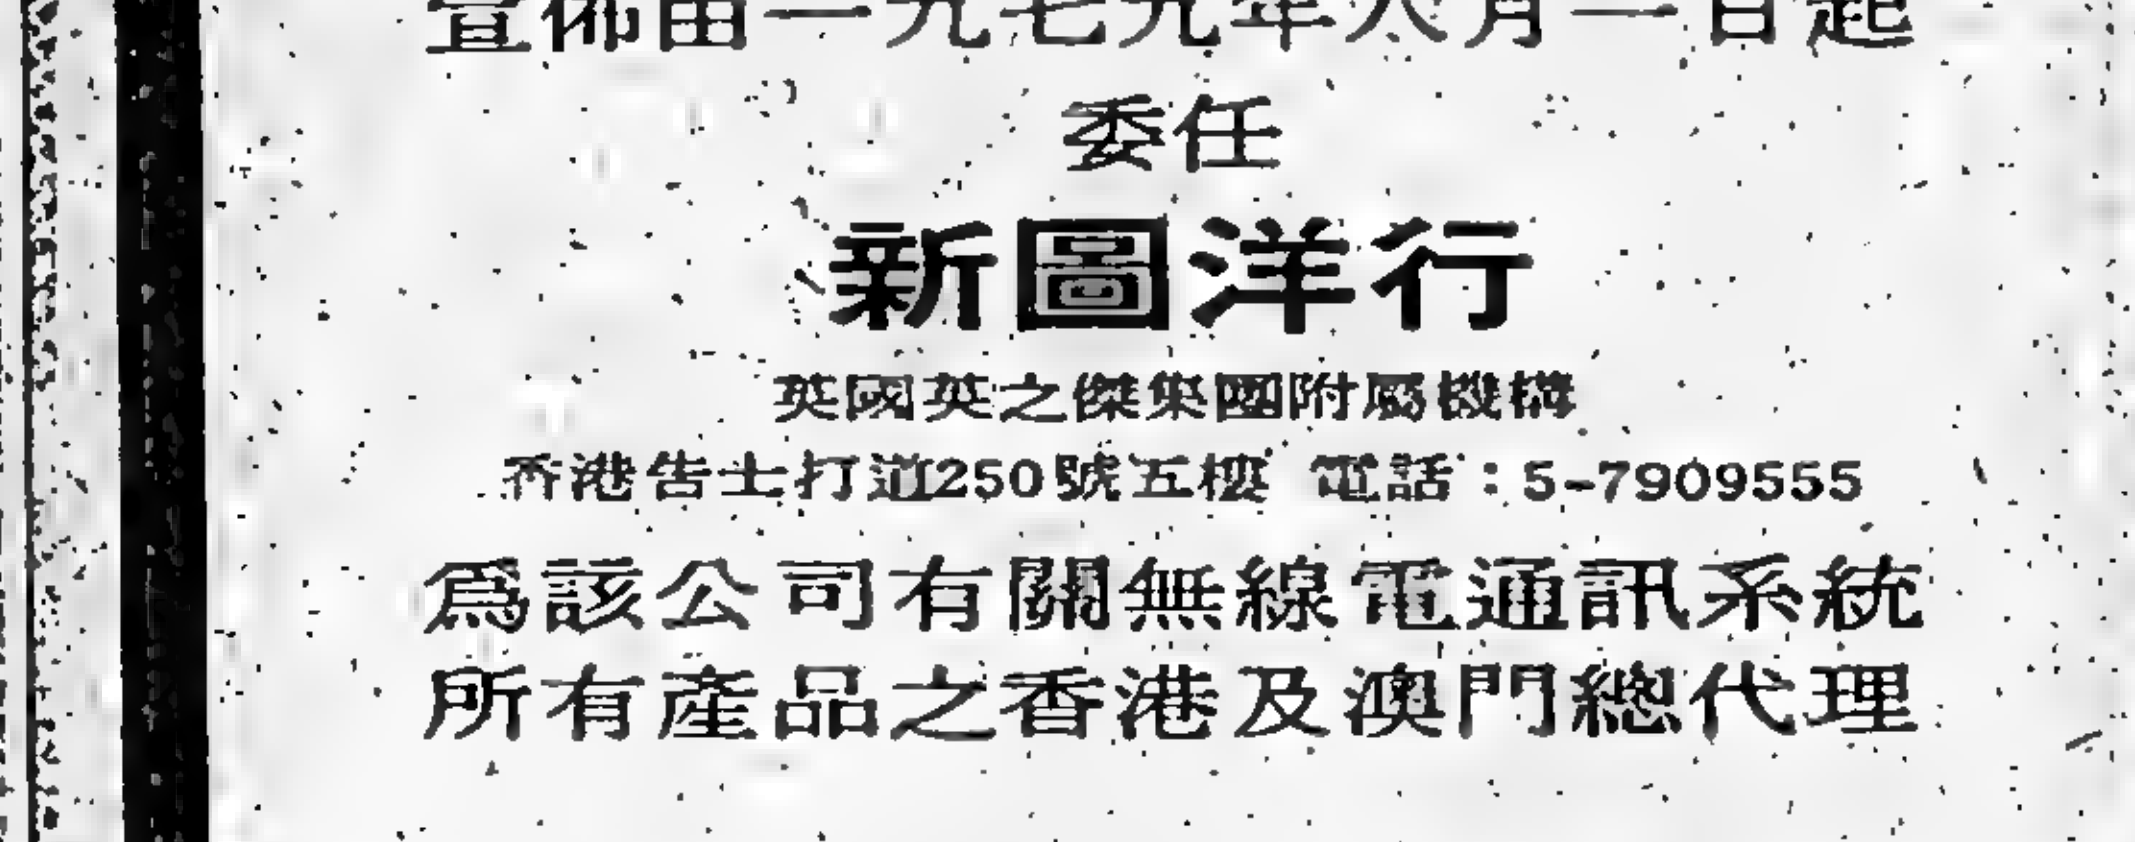 宣佈由一九七九年八月一日起
委任
新圖洋行
英國英之傑集團附屬機構
香港告士打道250號五樓 電話：5-7909555
為該公司有關無線電通訊系統
所有產品之香港及澳門總代理